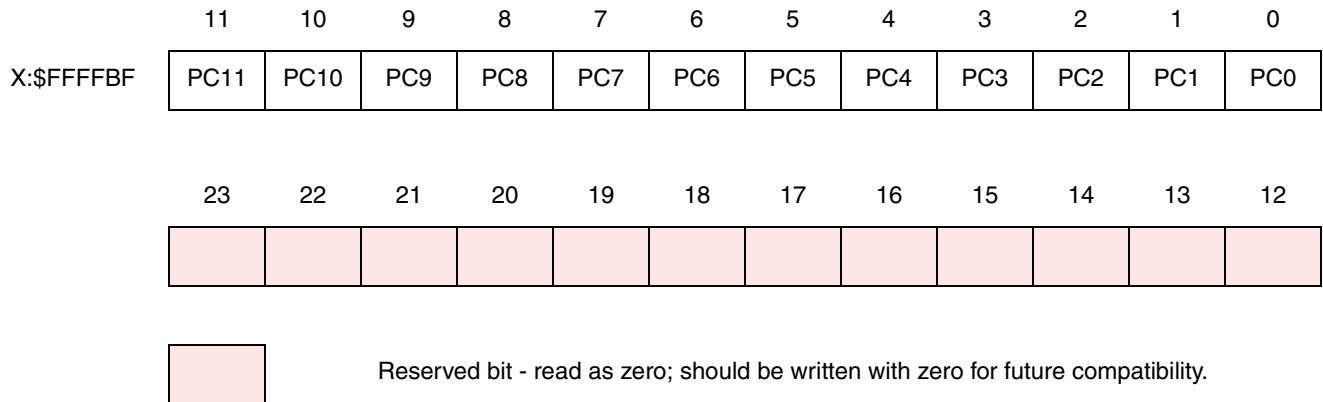 11 10 9 8 7 6 5 4 3 2 1 0
X:$FFFFBF PC11 PC10 PC9 PC8 PC7 PC6 PC5 PC4 PC3 PC2 PC1 PC0
23 22 21 20 19 18 17 16 15 14 13 12
Reserved bit - read as zero; should be written with zero for future compatibility.